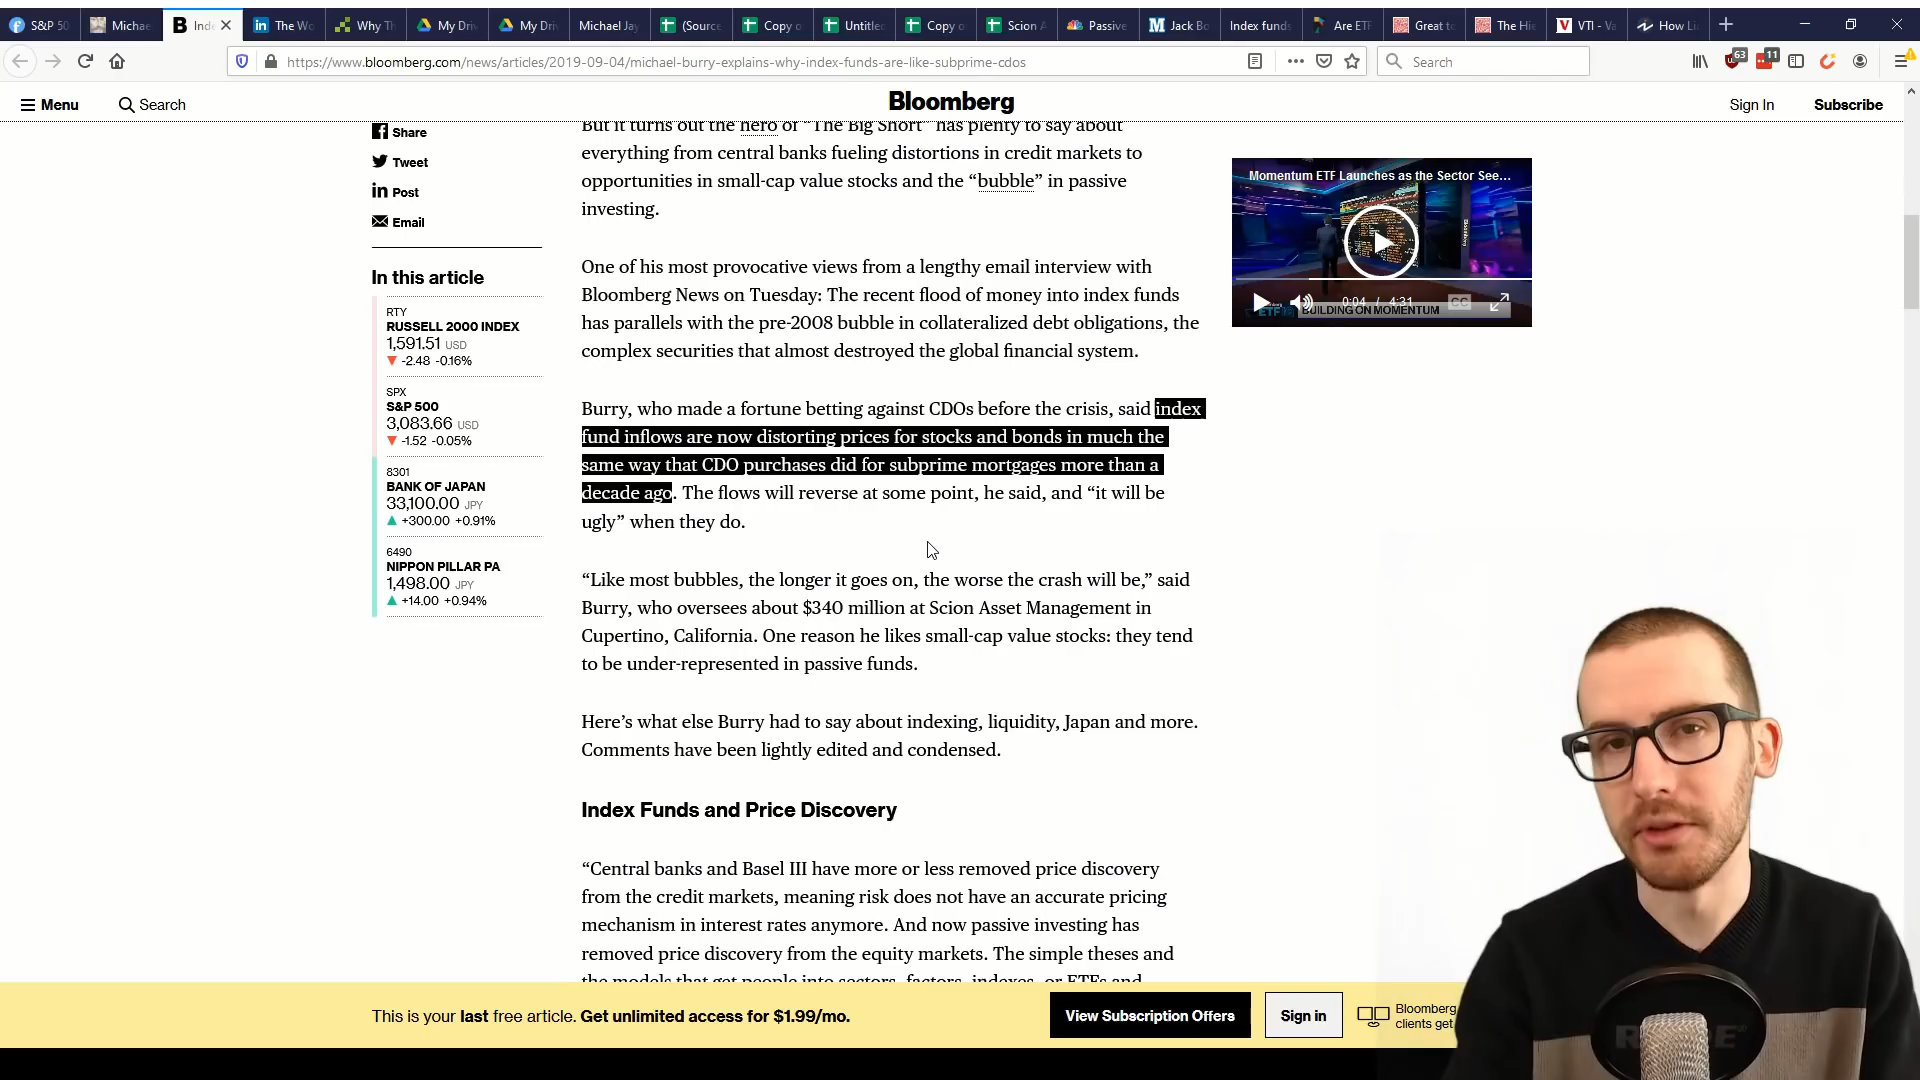 S&P 50
Michae
B
Inde
The Wo
Why Th
My Driv
My Driv
Michael Jay
(Source
Copy o
Untitled
Copy o
Scion A
Passive
Jack Bo
Index funds
Are ETF
Great to
The Hie
VTI - Va
How Li
https://www.bloomberg.com/news/articles/2019-09-04/michael-burry-explains-why-index-funds-are-like-subprime-cdos
Search
63
11
Menu
Search
Bloomberg
Sign In
Subscribe
Share
Tweet
Post
Email
In this article
RTY
RUSSELL 2000 INDEX
1,591.51 USD
-2.48 -0.16%
SPX
S&P 500
3,083.66 USD
-1.52 -0.05%
8301
BANK OF JAPAN
33,100.00 JPY
+300.00 +0.91%
6490
NIPPON PILLAR PA
1,498.00 JPY
+14.00 +0.94%
But it turns out the hero of “The Big Short” has plenty to say about
everything from central banks fueling distortions in credit markets to
opportunities in small-cap value stocks and the “bubble” in passive
investing.
One of his most provocative views from a lengthy email interview with
Bloomberg News on Tuesday: The recent flood of money into index funds
has parallels with the pre-2008 bubble in collateralized debt obligations, the
complex securities that almost destroyed the global financial system.
Burry, who made a fortune betting against CDOs before the crisis, said index
fund inflows are now distorting prices for stocks and bonds in much the
same way that CDO purchases did for subprime mortgages more than a
decade ago. The flows will reverse at some point, he said, and “it will be
ugly” when they do.
“Like most bubbles, the longer it goes on, the worse the crash will be,” said
Burry, who oversees about $340 million at Scion Asset Management in
Cupertino, California. One reason he likes small-cap value stocks: they tend
to be under-represented in passive funds.
Here’s what else Burry had to say about indexing, liquidity, Japan and more.
Comments have been lightly edited and condensed.
Index Funds and Price Discovery
“Central banks and Basel III have more or less removed price discovery
from the credit markets, meaning risk does not have an accurate pricing
mechanism in interest rates anymore. And now passive investing has
removed price discovery from the equity markets. The simple theses and
the models that get people into sectors, factors, indexes, or ETFs and
Momentum ETF Launches as the Sector See...
0:04 / 4:31
CC
ETF
BUILDING ON MOMENTUM
This is your last free article. Get unlimited access for $1.99/mo.
View Subscription Offers
Sign in
Bloomberg
clients get